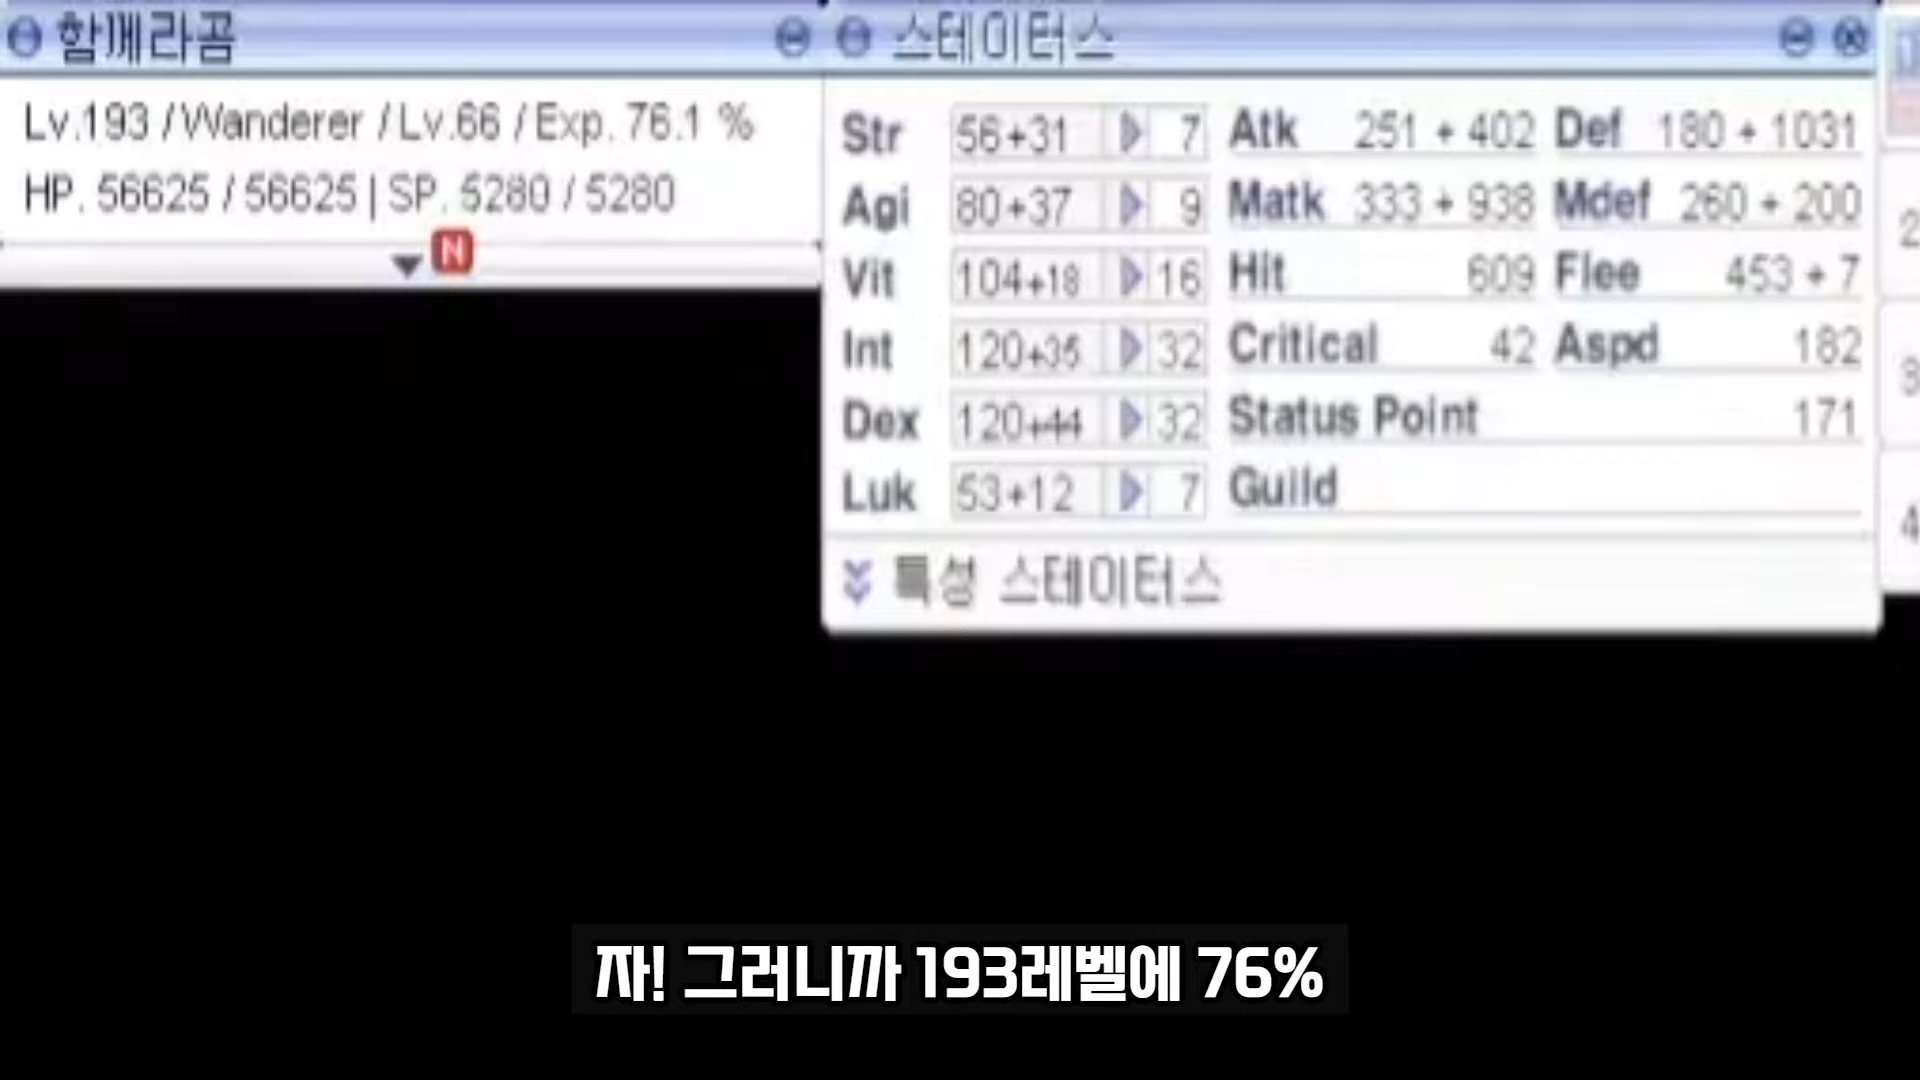 함께라곰
Lv.193 / Wanderer / Lv.66 / Exp. 76.1 %
HP. 56625 / 56625 | SP. 5280 / 5280
N
스테이터스
Str 56+31 7 Atk 251 + 402 Def 180 + 1031
Agi 80+37 9 Matk 333 + 938 Mdef 260 + 200
Vit 104+18 16 Hit 609 Flee 453 + 7
Int 120+35 32 Critical 42 Aspd 182
Dex 120+44 32 Status Point 171
Luk 53+12 7 Guild
특성 스테이터스
2
3
4
자! 그러니까 193레벨에 76%